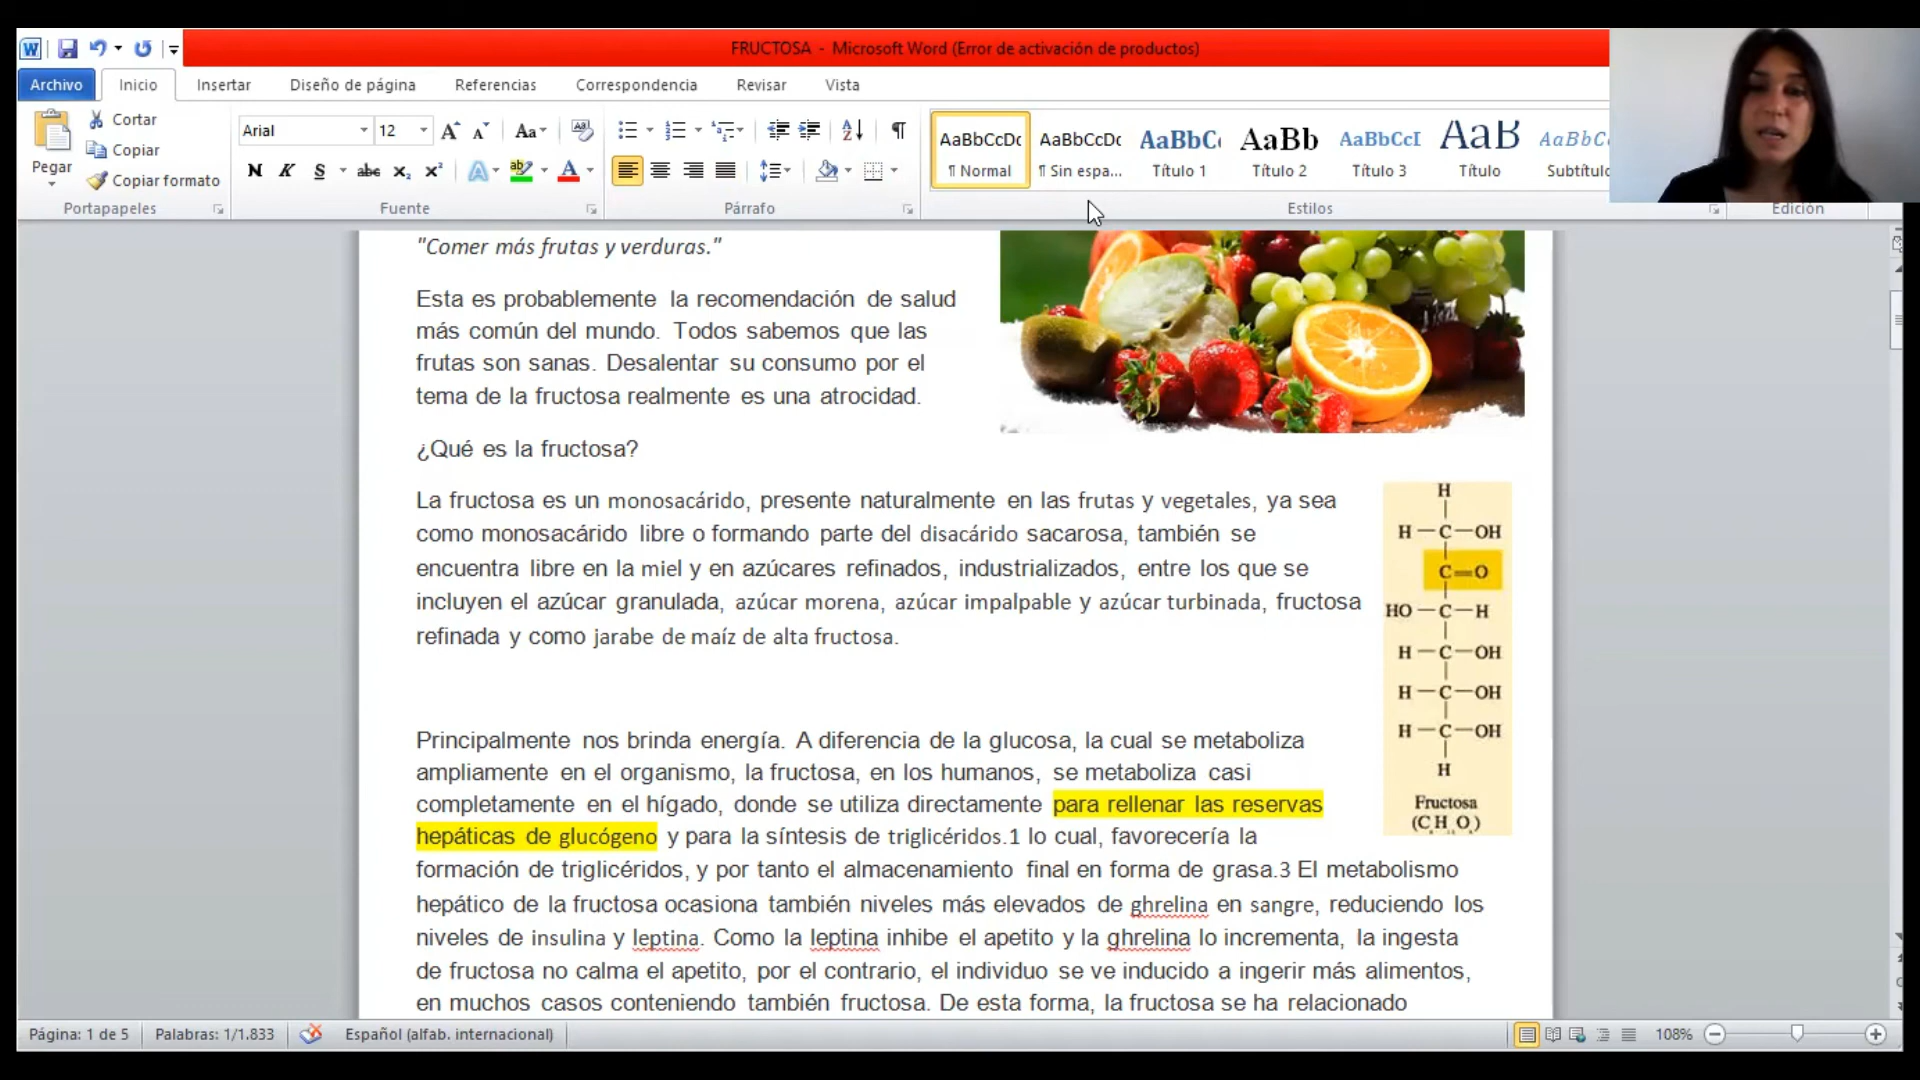 FRUCTOSA - Microsoft Word (Error de activación de productos)
Archivo Inicio Insertar Diseño de página Referencias Correspondencia Revisar Vista
Pegar
Cortar
Copiar
Copiar formato
Portapapeles
Arial 12
Fuente
Párrafo
AaBbCcDc AaBbCcDc AaBbC AaBb AaBbCcI AaB AaBbC
¶ Normal ¶ Sin espa... Título 1 Título 2 Título 3 Título Subtítulo
Estilos
Edición
"Comer más frutas y verduras."
Esta es probablemente la recomendación de salud
más común del mundo. Todos sabemos que las
frutas son sanas. Desalentar su consumo por el
tema de la fructosa realmente es una atrocidad.
¿Qué es la fructosa?
La fructosa es un monosacárido, presente naturalmente en las frutas y vegetales, ya sea
como monosacárido libre o formando parte del disacárido sacarosa, también se
encuentra libre en la miel y en azúcares refinados, industrializados, entre los que se
incluyen el azúcar granulada, azúcar morena, azúcar impalpable y azúcar turbinada, fructosa
refinada y como jarabe de maíz de alta fructosa.
H
H—C—OH
C=O
HO—C—H
H—C—OH
H—C—OH
H—C—OH
H
Fructosa
Principalmente nos brinda energía. A diferencia de la glucosa, la cual se metaboliza
ampliamente en el organismo, la fructosa, en los humanos, se metaboliza casi
completamente en el hígado, donde se utiliza directamente para rellenar las reservas
hepáticas de glucógeno y para la síntesis de triglicéridos.1 lo cual, favorecería la
formación de triglicéridos, y por tanto el almacenamiento final en forma de grasa.3 El metabolismo
hepático de la fructosa ocasiona también niveles más elevados de ghrelina en sangre, reduciendo los
niveles de insulina y leptina. Como la leptina inhibe el apetito y la ghrelina lo incrementa, la ingesta
de fructosa no calma el apetito, por el contrario, el individuo se ve inducido a ingerir más alimentos,
en muchos casos conteniendo también fructosa. De esta forma, la fructosa se ha relacionado
Página: 1 de 5 Palabras: 1/1.833 Español (alfab. internacional) 108%